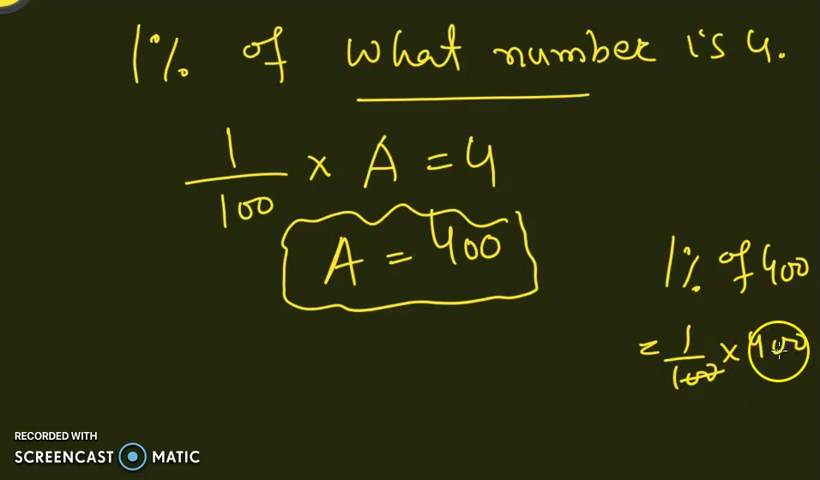 1% of what number is 4.
1/100 × A = 4
A = 400
1% of 400
= 1/100 × 400
RECORDED WITH
SCREENCAST MATIC